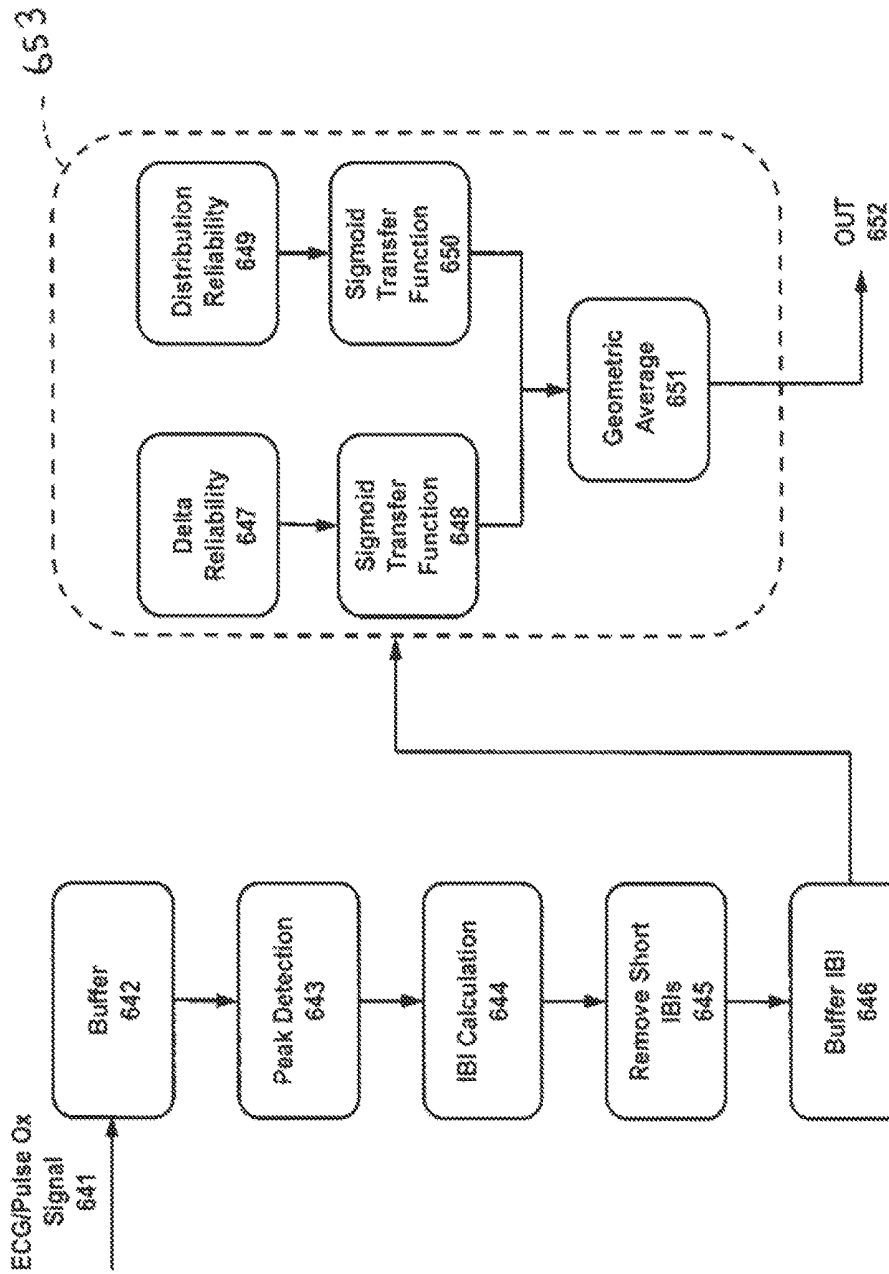 ECG/Pulse Ox
Signal
641
Buffer
642
Peak Detection
643
IBI Calculation
644
Remove Short
IBIs
645
Buffer IBI
646
653
Delta
Reliability
647
Sigmoid
Transfer
Function
648
Distribution
Reliability
649
Sigmoid
Transfer
Function
650
Geometric
Average
651
OUT
652